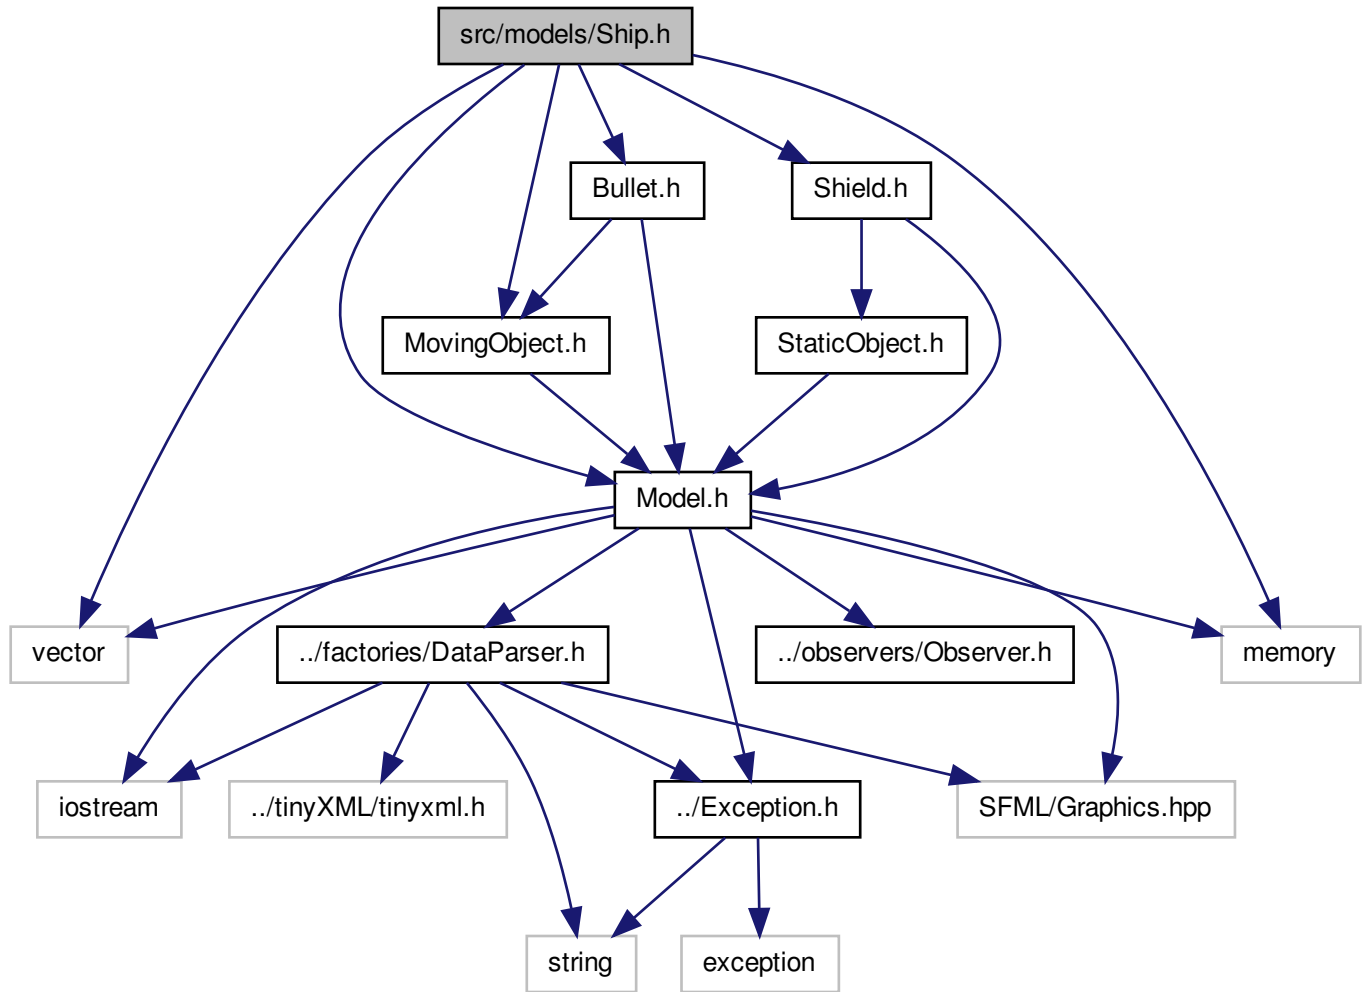 src/models/Ship.h
Bullet.h
Shield.h
MovingObject.h
StaticObject.h
Model.h
vector
../factories/DataParser.h
../observers/Observer.h
memory
iostream
../tinyXML/tinyxml.h
../Exception.h
SFML/Graphics.hpp
string
exception